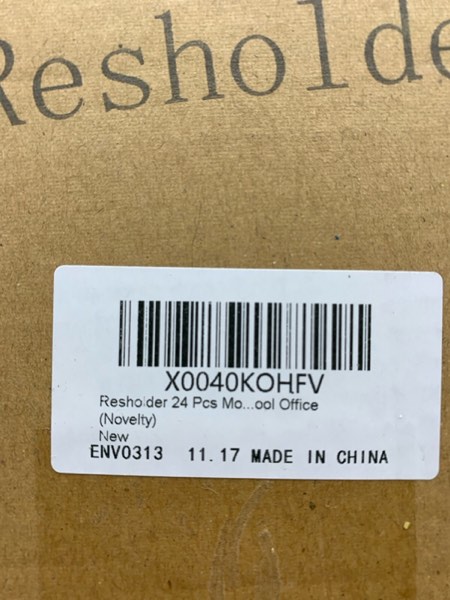 Resholde
X0040KOHFV
Resholder 24 Pcs Mo...ool Office
(Novelty)
New
ENV0313 11.17 MADE IN CHINA